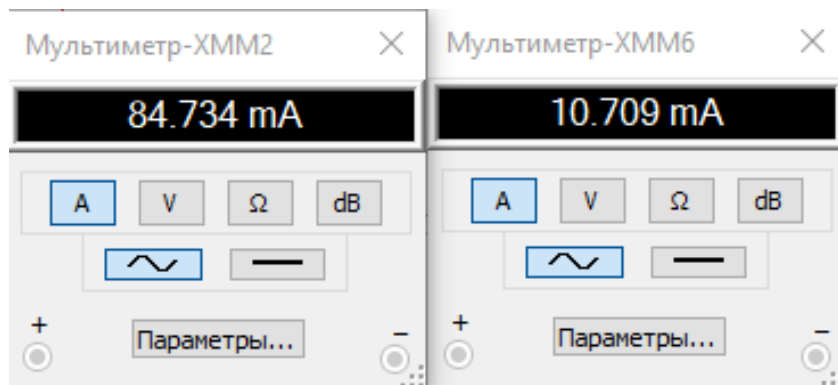 Мультиметр-XMM2
84.734 mA
A V Ω dB
+ Параметры... −
Мультиметр-XMM6
10.709 mA
A V Ω dB
+ Параметры... −